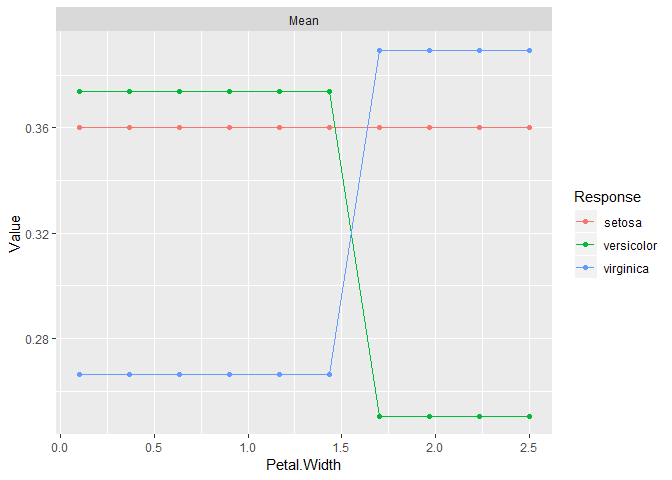 Mean
0.36
0.32
0.28
Value
0.0 0.5 1.0 1.5 2.0 2.5
Petal.Width
Response
setosa
versicolor
virginica